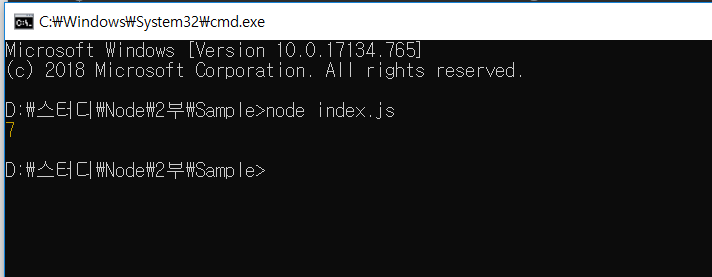 C:₩Windows₩System32₩cmd.exe
Microsoft Windows [Version 10.0.17134.765]
(c) 2018 Microsoft Corporation. All rights reserved.
D:₩스터디₩Node₩2부₩Sample>node index.js
7
D:₩스터디₩Node₩2부₩Sample>